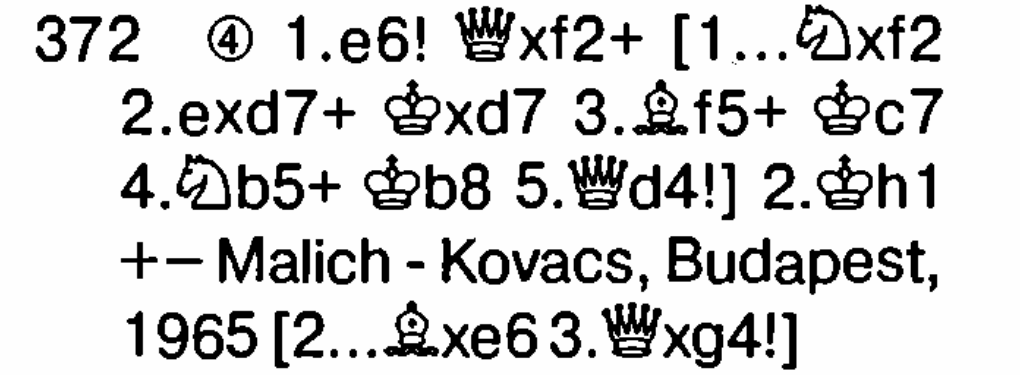 372 ④ 1.e6! ♕xf2+ [1...♘xf2
2.exd7+ ♔xd7 3.♗f5+ ♔c7
4.♘b5+ ♔b8 5.♕d4!] 2.♔h1
+− Malich - Kovacs, Budapest,
1965 [2...♗xe6 3.♕xg4!]